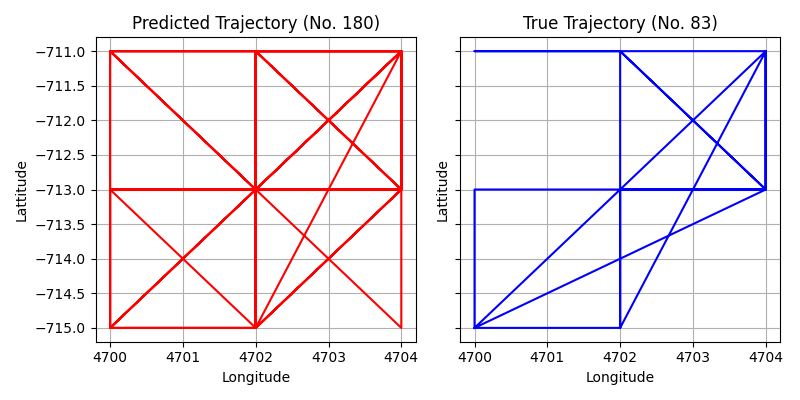 Predicted Trajectory (No. 180)
True Trajectory (No. 83)
−711.0
−711.5
−712.0
−712.5
−713.0
−713.5
−714.0
−714.5
−715.0
Lattitude
Lattitude
4700 4701 4702 4703 4704
4700 4701 4702 4703 4704
Longitude
Longitude